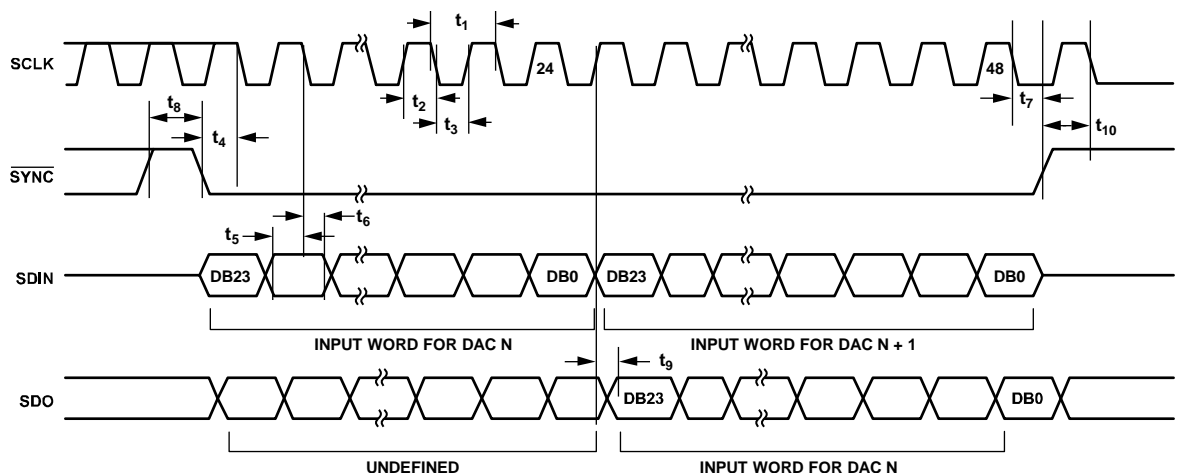 t1
SCLK
24
48
t2
t3
t7
t8
t4
t10
SYNC
t5
t6
SDIN
DB23
DB0
DB23
DB0
INPUT WORD FOR DAC N
INPUT WORD FOR DAC N + 1
t9
SDO
DB23
DB0
UNDEFINED
INPUT WORD FOR DAC N